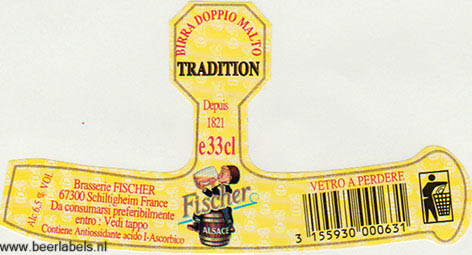 BIRRA DOPPIO MALTO
TRADITION
Depuis
1821
e33cl
Fischer
ALSACE
Alc 6,5 % VOL
Brasserie FISCHER
67300 Schiltigheim France
Da consumarsi preferibilmente
entro : Vedi tappo
Contiene Antiossidante acido l-Ascorbico
VETRO A PERDERE
3 155930 000631
www.beerlabels.nl